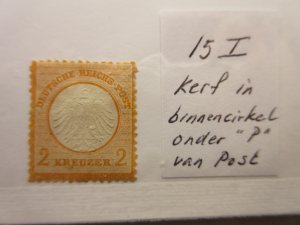 DEUTSCHE REICHS-POST
2 KREUZER 2
15 I
Kerf in
binnencirkel
onder "P"
van Post